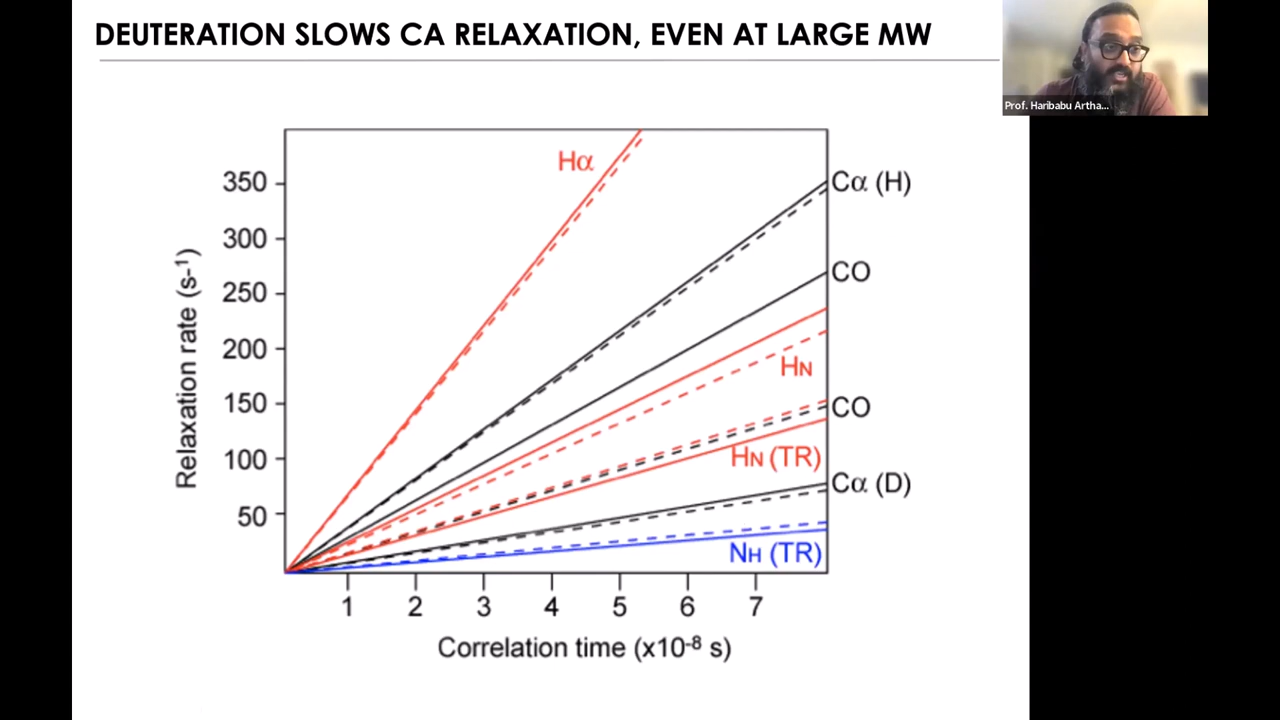 DEUTERATION SLOWS CA RELAXATION, EVEN AT LARGE MW
Prof. Haribabu Artha...
Hα
350
Cα (H)
300
CO
250
200
HN
150
CO
100
HN (TR)
Cα (D)
50
NH (TR)
Relaxation rate (s-¹)
1 2 3 4 5 6 7
Correlation time (x10⁻⁸ s)